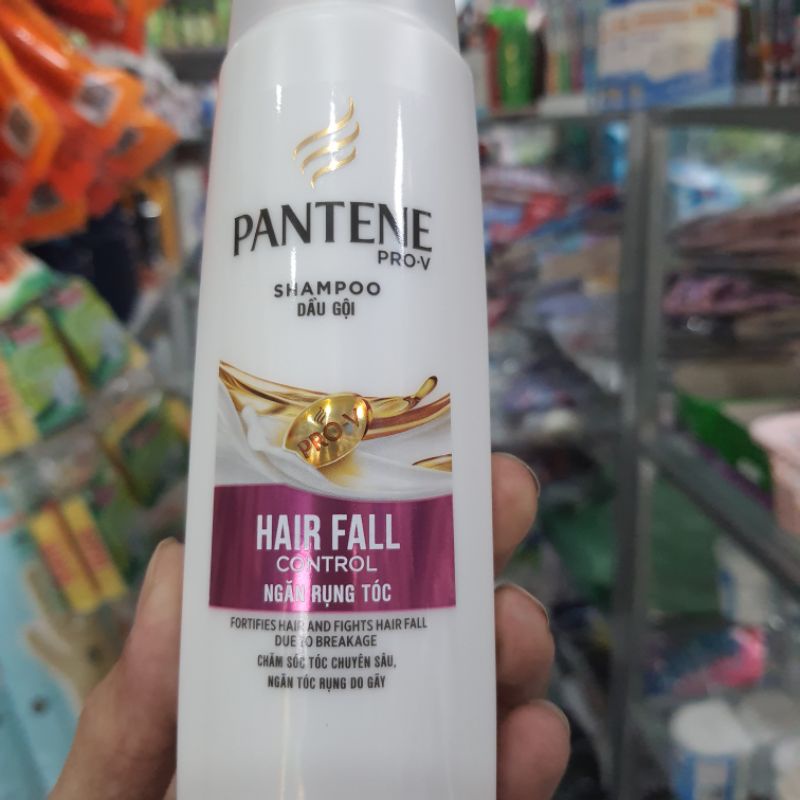 PANTENE
PRO-V
SHAMPOO
DẦU GỘI
PRO-V
HAIR FALL
CONTROL
NGĂN RỤNG TÓC
FORTIFIES HAIR AND FIGHTS HAIR FALL
DUE TO BREAKAGE
CHĂM SÓC TÓC CHUYÊN SÂU,
NGĂN TÓC RỤNG DO GÃY